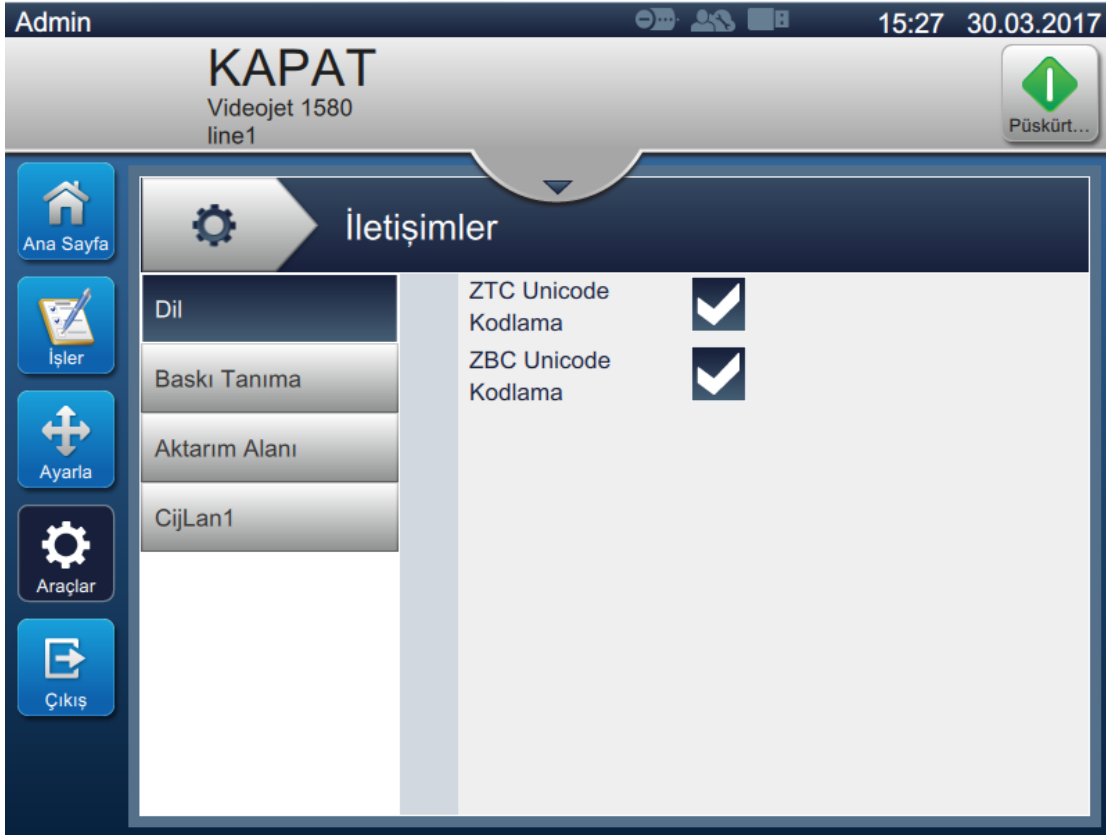 Admin
15:27 30.03.2017
KAPAT
Videojet 1580
line1
Püskürt...
Ana Sayfa
İşler
Ayarla
Araçlar
Çıkış
İletişimler
Dil
Baskı Tanıma
Aktarım Alanı
CijLan1
ZTC Unicode
Kodlama
ZBC Unicode
Kodlama